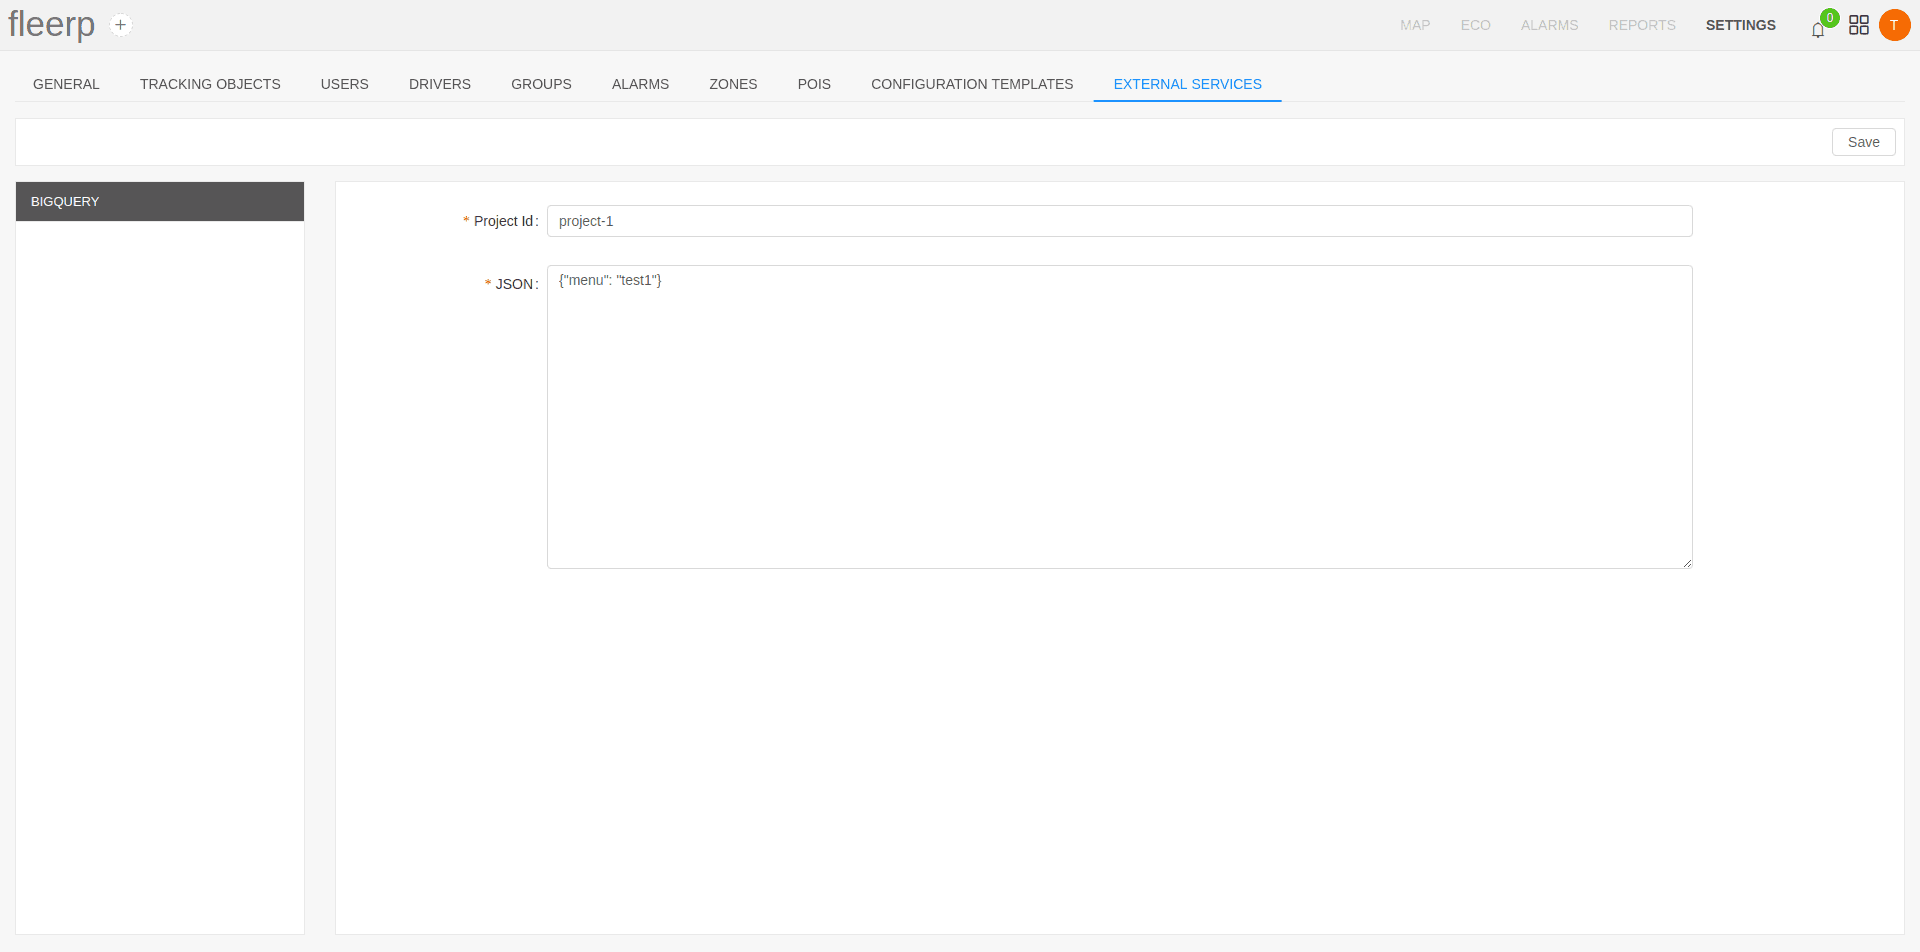 fleerp + MAP ECO ALARMS REPORTS SETTINGS 0 T
GENERAL TRACKING OBJECTS USERS DRIVERS GROUPS ALARMS ZONES POIS CONFIGURATION TEMPLATES EXTERNAL SERVICES
Save
BIGQUERY
* Project Id: project-1
* JSON: {"menu": "test1"}